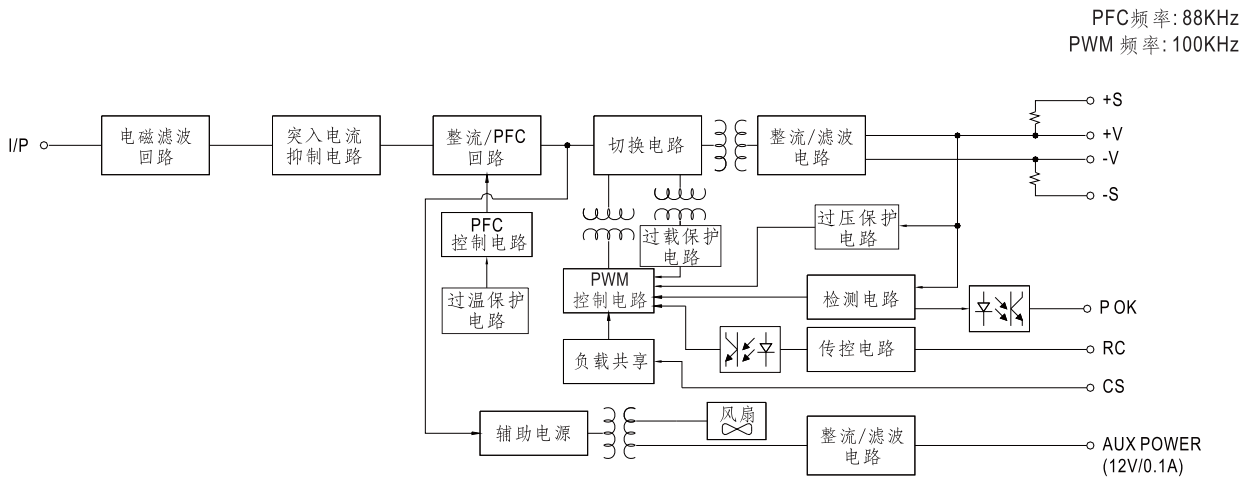 PFC频率: 88KHz
PWM 频率: 100KHz
I/P
电磁滤波
回路
突入电流
抑制电路
整流/PFC
回路
切换电路
整流/滤波
电路
+S
+V
-V
-S
PFC
控制电路
过载保护
电路
过压保护
电路
过温保护
电路
PWM
控制电路
检测电路
P OK
负载共享
传控电路
RC
CS
辅助电源
风扇
整流/滤波
电路
AUX POWER
(12V/0.1A)